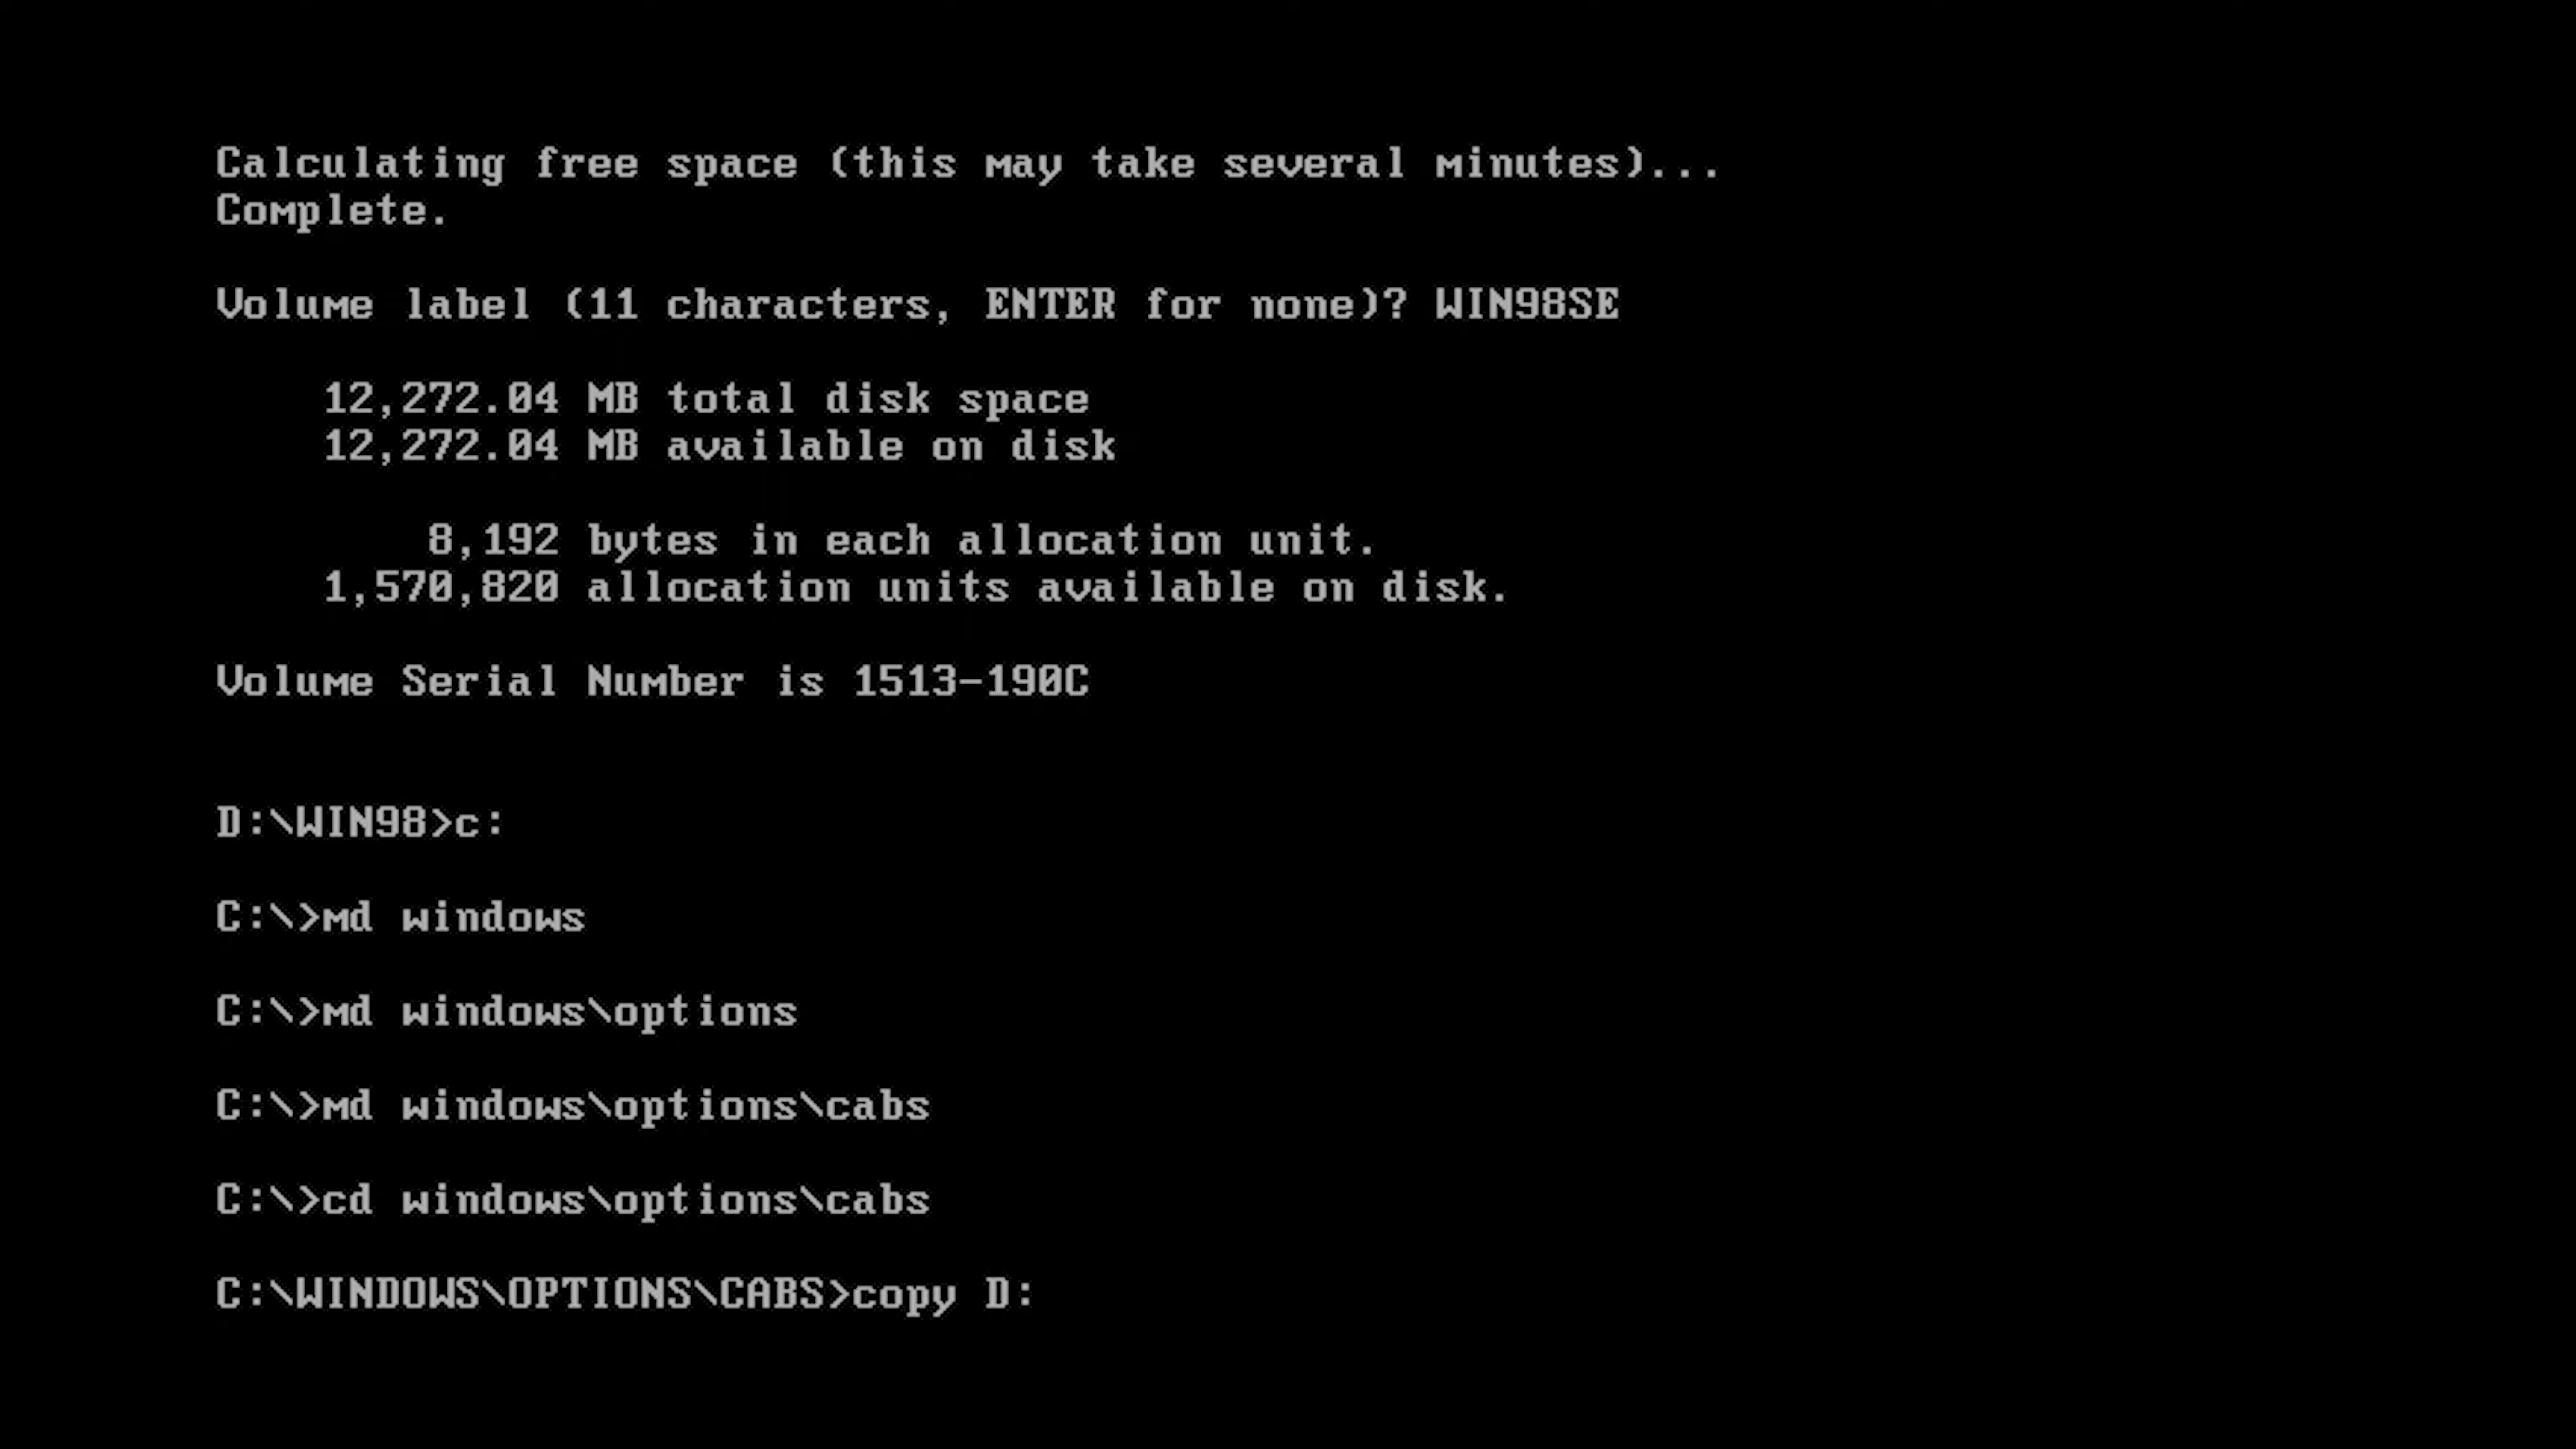 Calculating free space (this may take several minutes)...
Complete.
Volume label (11 characters, ENTER for none)? WIN98SE
12,272.04 MB total disk space
12,272.04 MB available on disk
8,192 bytes in each allocation unit.
1,570,820 allocation units available on disk.
Volume Serial Number is 1513-190C
D:\WIN98>c:
C:\>md windows
C:\>md windows\options
C:\>md windows\options\cabs
C:\>cd windows\options\cabs
C:\WINDOWS\OPTIONS\CABS>copy D: